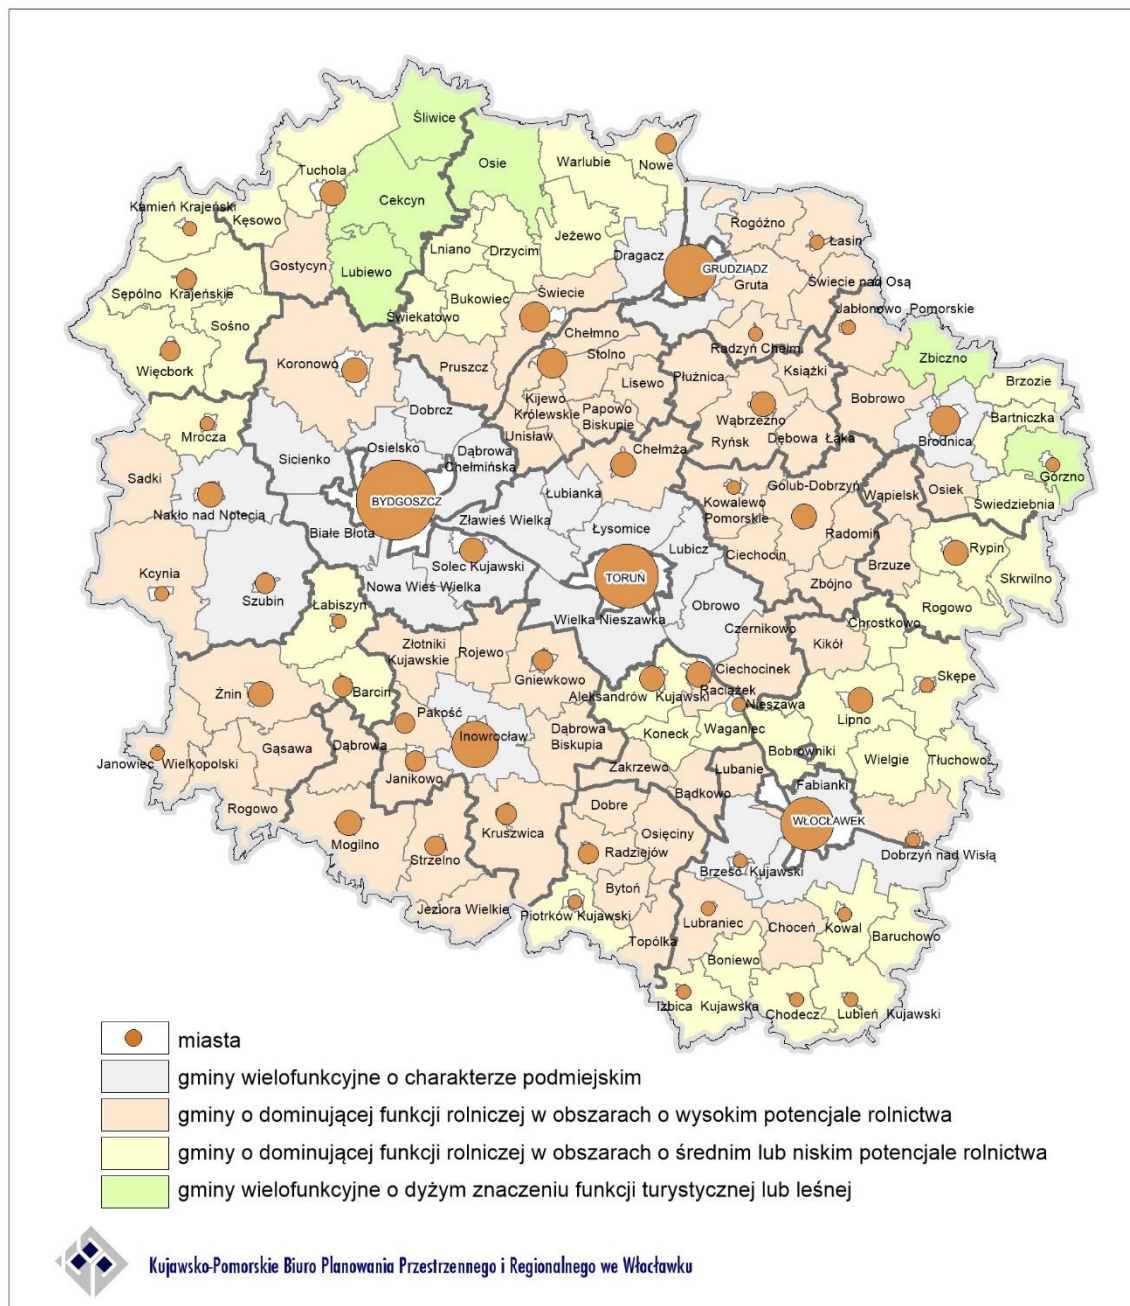 Śliwice
Osie
Warlubie
Nowe
Tuchola
Cekcyn
Kamień Krajeński
Kęsowo
Rogóźno
Jeżewo
Lniano
Drzycim
Łasin
Dragacz
Gostycyn
Lubiewo
GRUDZIĄDZ
Gruta
Świecie nad Osą
Sępólno Krajeńskie
Bukowiec
Świecie
Jabłonowo Pomorskie
Sośno
Świekatowo
Chełmno
Radzyń Chełm.
Zbiczno
Stolno
Koronowo
Pruszcz
Więcbork
Książki
Lisewo
Płużnica
Brzozie
Kijewo
Królewskie
Bobrowo
Dobrcz
Papowo
Biskupie
Wąbrzeźno
Bartniczka
Mrocza
Unisław
Ryńsk
Dębowa Łąka
Brodnica
Osielsko
Dąbrowa
Chełmińska
Sicienko
Chełmża
Górzno
Sadki
Golub-Dobrzyń
Osiek
BYDGOSZCZ
Łubianka
Kowalewo
Pomorskie
Wąpielsk
Świedziebnia
Nakło nad Notecią
Zławieś Wielka
Łysomice
Białe Błota
Radomin
Lubicz
Ciechocin
Rypin
Solec Kujawski
Brzuze
Kcynia
TORUŃ
Skrwilno
Zbójno
Nowa Wieś Wielka
Szubin
Obrowo
Rogowo
Łabiszyn
Wielka Nieszawka
Chrostkowo
Czernikowo
Złotniki
Kujawskie
Rojewo
Kikół
Gniewkowo
Ciechocinek
Skępe
Żnin
Barcin
Aleksandrów Kujawski
Raciążek
Nieszawa
Pakość
Lipno
Waganiec
Koneck
Inowrocław
Dąbrowa
Biskupia
Gąsawa
Dąbrowa
Bobrowniki
Wielgie
Tłuchowo
Janowiec Wielkopolski
Janikowo
Zakrzewo
Lubanie
Bądkowo
Fabianki
Rogowo
Dobre
Kruszwica
WŁOCŁAWEK
Mogilno
Osięciny
Strzelno
Radziejów
Dobrzyń nad Wisłą
Brześć Kujawski
Bytoń
Jeziora Wielkie
Piotrków Kujawski
Lubraniec
Choceń
Kowal
Baruchowo
Topólka
Boniewo
Izbica Kujawska
Chodecz
Lubień Kujawski
miasta
gminy wielofunkcyjne o charakterze podmiejskim
gminy o dominującej funkcji rolniczej w obszarach o wysokim potencjale rolnictwa
gminy o dominującej funkcji rolniczej w obszarach o średnim lub niskim potencjale rolnictwa
gminy wielofunkcyjne o dyżym znaczeniu funkcji turystycznej lub leśnej
Kujawsko-Pomorskie Biuro Planowania Przestrzennego i Regionalnego we Włocławku